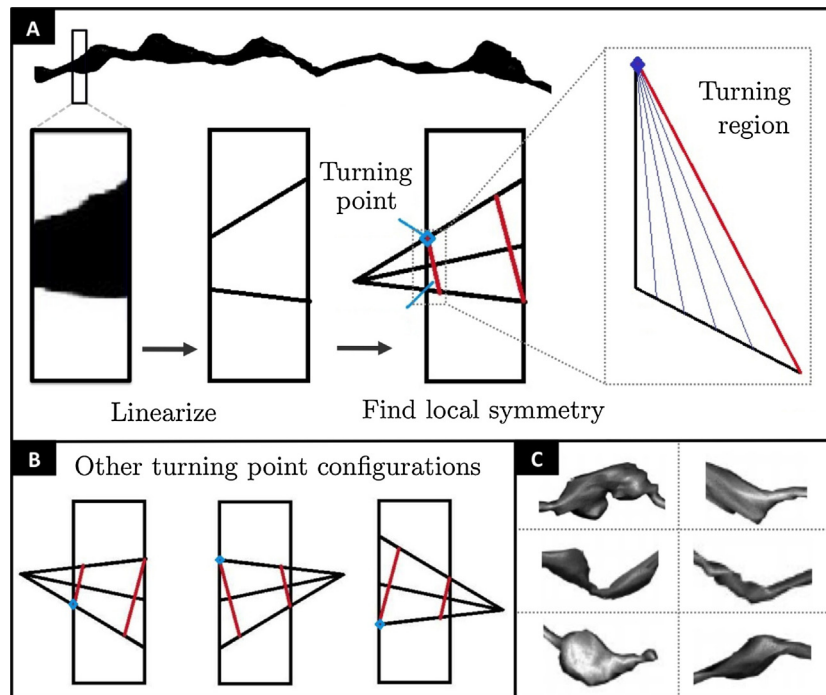 A
Turning
region
Turning
point
Linearize
Find local symmetry
B
Other turning point configurations
C